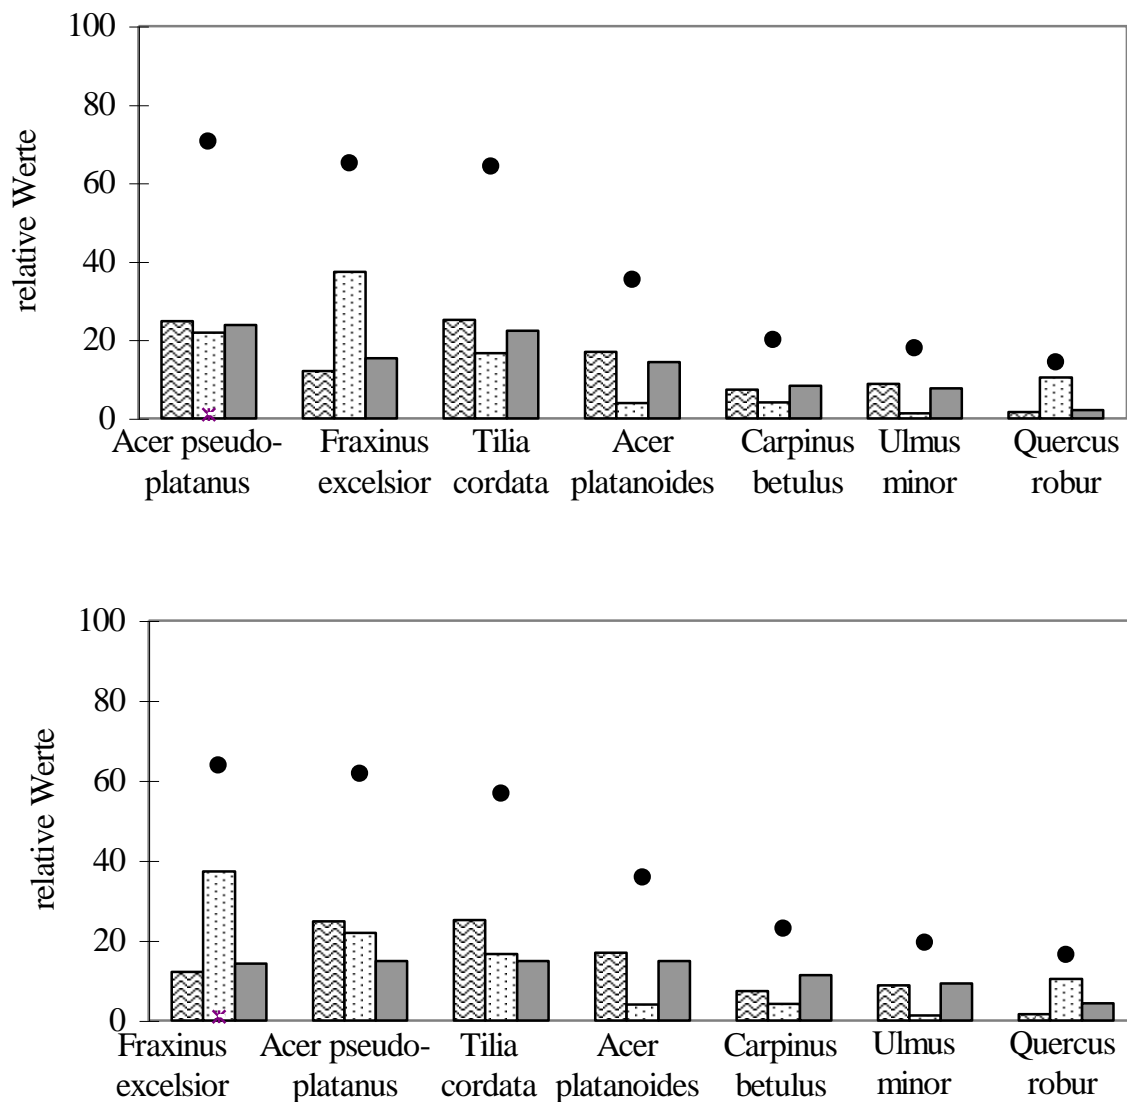 100
80
60
40
20
0
relative Werte
Acer pseudo-
platanus
Fraxinus
excelsior
Tilia
cordata
Acer
platanoides
Carpinus
betulus
Ulmus
minor
Quercus
robur
100
80
60
40
20
0
relative Werte
Fraxinus
excelsior
Acer pseudo-
platanus
Tilia
cordata
Acer
platanoides
Carpinus
betulus
Ulmus
minor
Quercus
robur